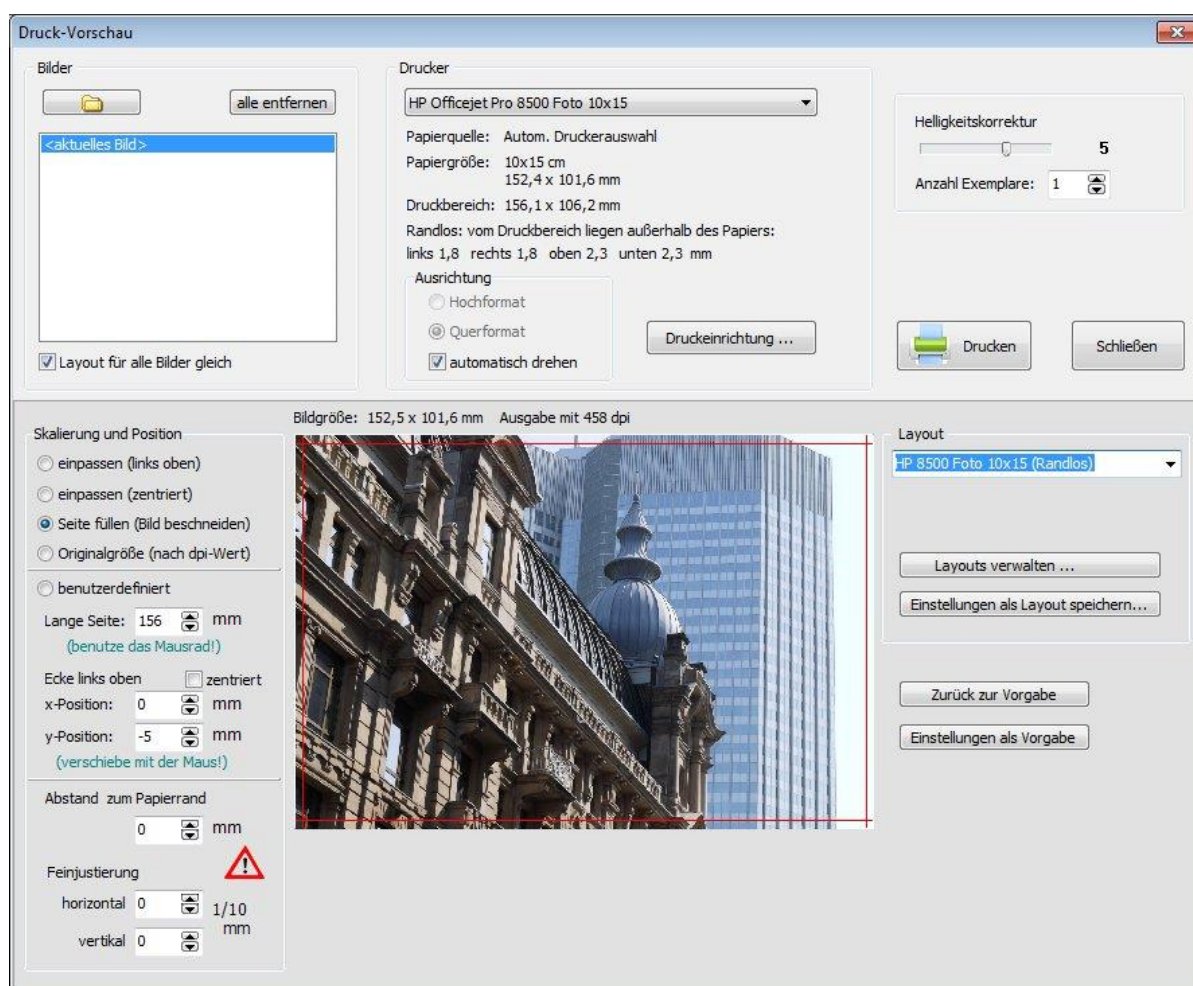 Druck-Vorschau
Bilder
alle entfernen
<aktuelles Bild>
Layout für alle Bilder gleich
Drucker
HP Officejet Pro 8500 Foto 10x15
Papierquelle: Autom. Druckerauswahl
Papiergröße: 10x15 cm
152,4 x 101,6 mm
Druckbereich: 156,1 x 106,2 mm
Randlos: vom Druckbereich liegen außerhalb des Papiers:
links 1,8 rechts 1,8 oben 2,3 unten 2,3 mm
Ausrichtung
Hochformat
Querformat
automatisch drehen
Druckeinrichtung ...
Helligkeitskorrektur
5
Anzahl Exemplare: 1
Drucken
Schließen
Skalierung und Position
einpassen (links oben)
einpassen (zentriert)
Seite füllen (Bild beschneiden)
Originalgröße (nach dpi-Wert)
benutzerdefiniert
Lange Seite: 156 mm
(benutze das Mausrad!)
Ecke links oben zentriert
x-Position: 0 mm
y-Position: -5 mm
(verschiebe mit der Maus!)
Abstand zum Papierrand
0 mm
Feinjustierung
horizontal 0
1/10
mm
vertikal 0
Bildgröße: 152,5 x 101,6 mm Ausgabe mit 458 dpi
Layout
HP 8500 Foto 10x15 (Randlos)
Layouts verwalten ...
Einstellungen als Layout speichern...
Zurück zur Vorgabe
Einstellungen als Vorgabe